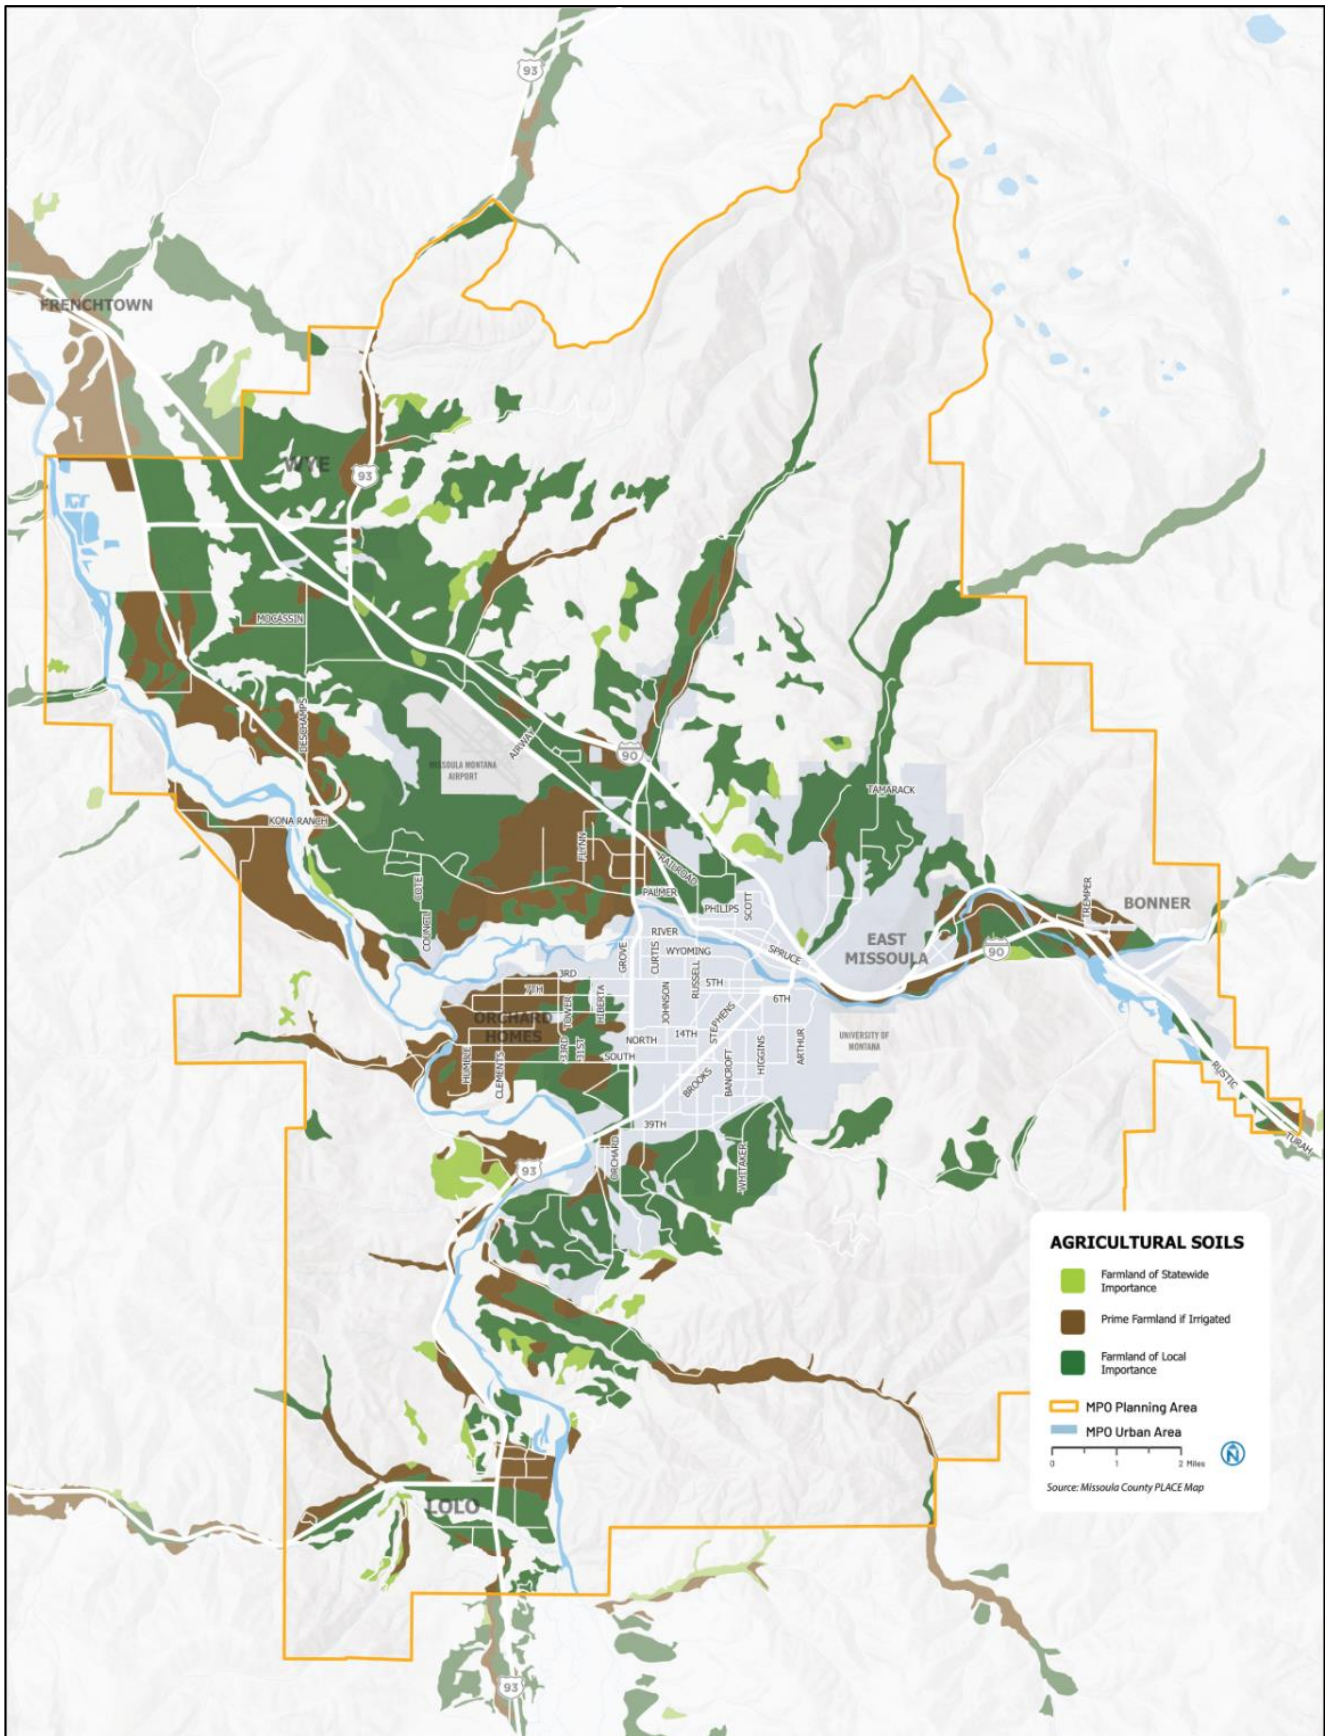 93
FRENCHTOWN
WYE
93
MOCASSIN
DESCHAMPS
AIRWAY
90
MISSOULA MONTANA
AIRPORT
TAMARACK
KONA RANCH
FLYNN
RAILROAD
COTE
PALMER
PHILIPS
SCOTT
TREMPER
BONNER
COUNCIL
RIVER
GROVE
CURTIS
WYOMING
SPRUCE
EAST
MISSOULA
90
3RD
7TH
RUSSELL
5TH
6TH
TOWER
HIBERTA
JOHNSON
STEPHENS
ORCHARD
HOMES
33RD
31ST
NORTH
14TH
UNIVERSITY OF
MONTANA
ARTHUR
HIGGINS
SOUTH
HUMBLE
CLEMENTS
BROOKS
BANCROFT
RUSTIC
39TH
TURAH
ORCHARD
WHITAKER
93
LOLO
93
AGRICULTURAL SOILS
Farmland of Statewide
Importance
Prime Farmland if Irrigated
Farmland of Local
Importance
MPO Planning Area
MPO Urban Area
0 1 2 Miles
N
Source: Missoula County PLACE Map